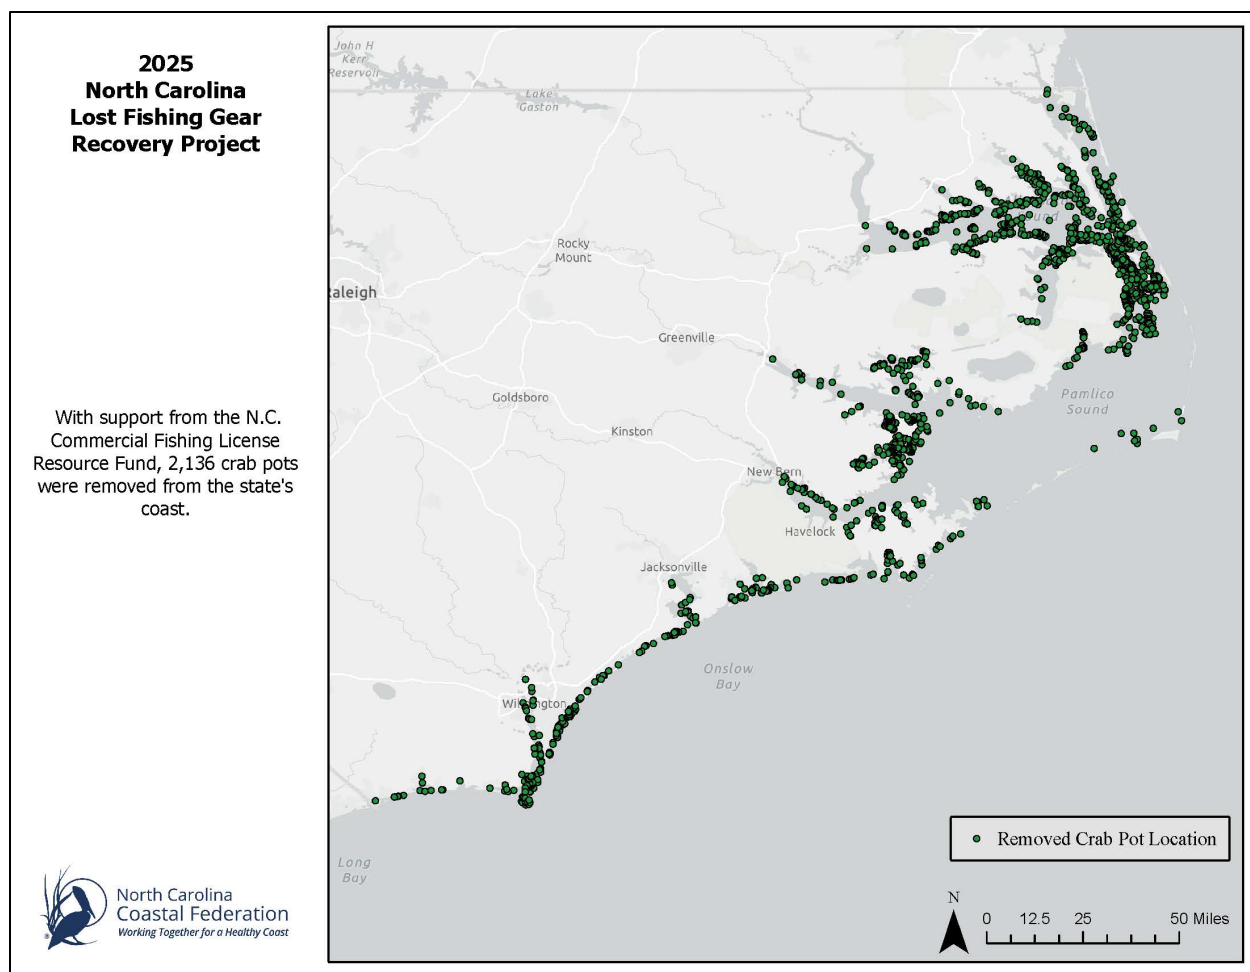 2025
North Carolina
Lost Fishing Gear
Recovery Project
With support from the N.C.
Commercial Fishing License
Resource Fund, 2,136 crab pots
were removed from the state's
coast.
North Carolina
Coastal Federation
Working Together for a Healthy Coast
John H
Kerr
Reservoir
Lake
Gaston
Rocky
Mount
Raleigh
Greenville
Goldsboro
Kinston
New Bern
Havelock
Jacksonville
Pamlico
Sound
Onslow
Bay
Wilmington
Long
Bay
Removed Crab Pot Location
N
0 12.5 25 50 Miles